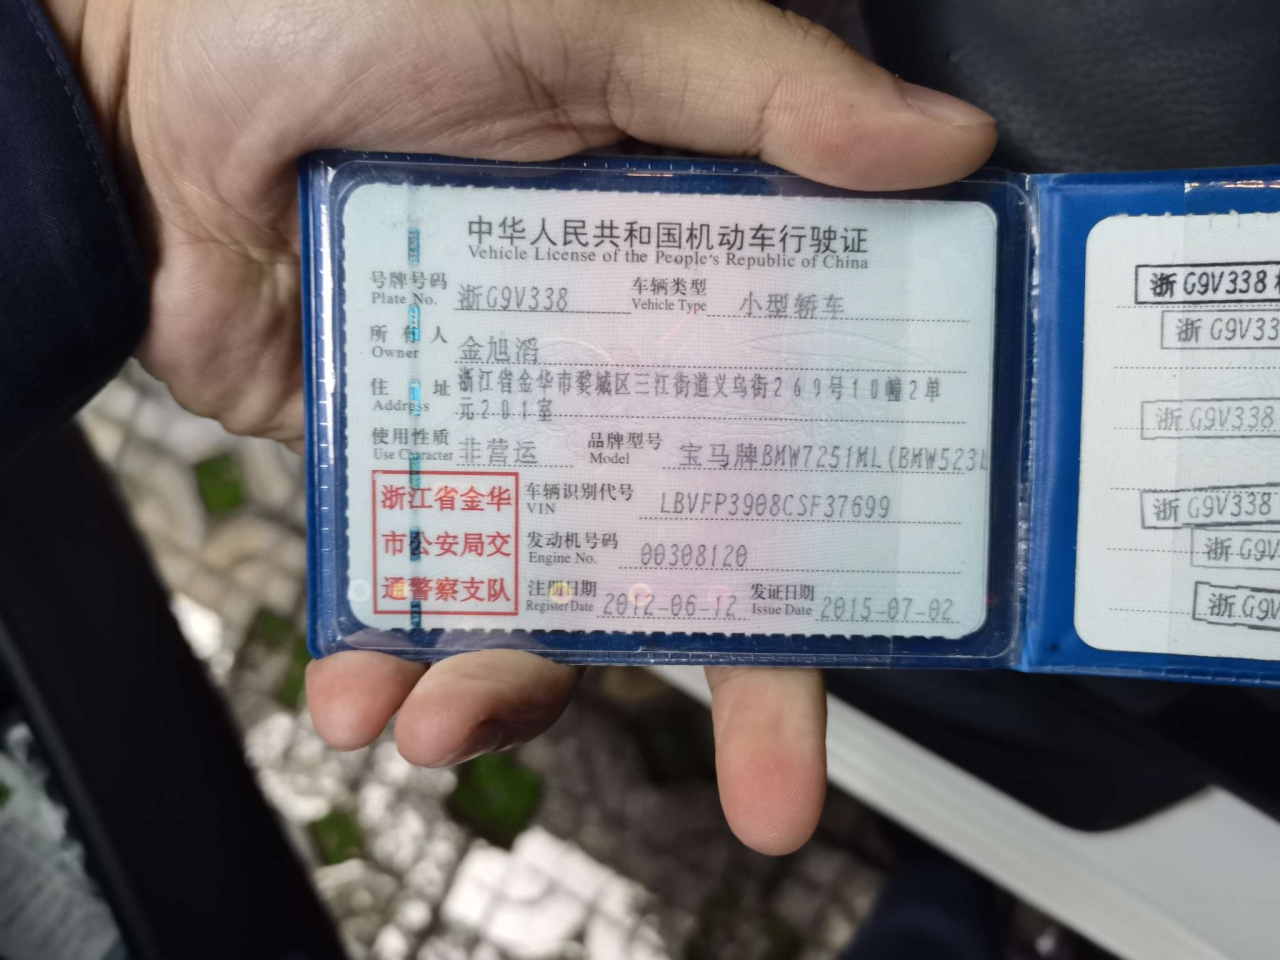 中华人民共和国机动车行驶证
Vehicle License of the People's Republic of China
号牌号码 浙G9V338 车辆类型 小型轿车
Plate No. Vehicle Type
所有人 金旭滔
Owner
住址 浙江省金华市婺城区三江街道义乌街269号10幢2单
Address 元201室
使用性质 非营运 品牌型号 宝马牌BMW7251ML(BMW523L
Use Character Model
浙江省金华
市公安局交
通警察支队
车辆识别代号 LBVFP3908CSF37699
VIN
发动机号码 00308120
Engine No.
注册日期 2012-06-12 发证日期 2015-07-02
Register Date Issue Date
浙G9V338
浙G9V33
浙G9V338
浙G9V338
浙G9V
浙G9V